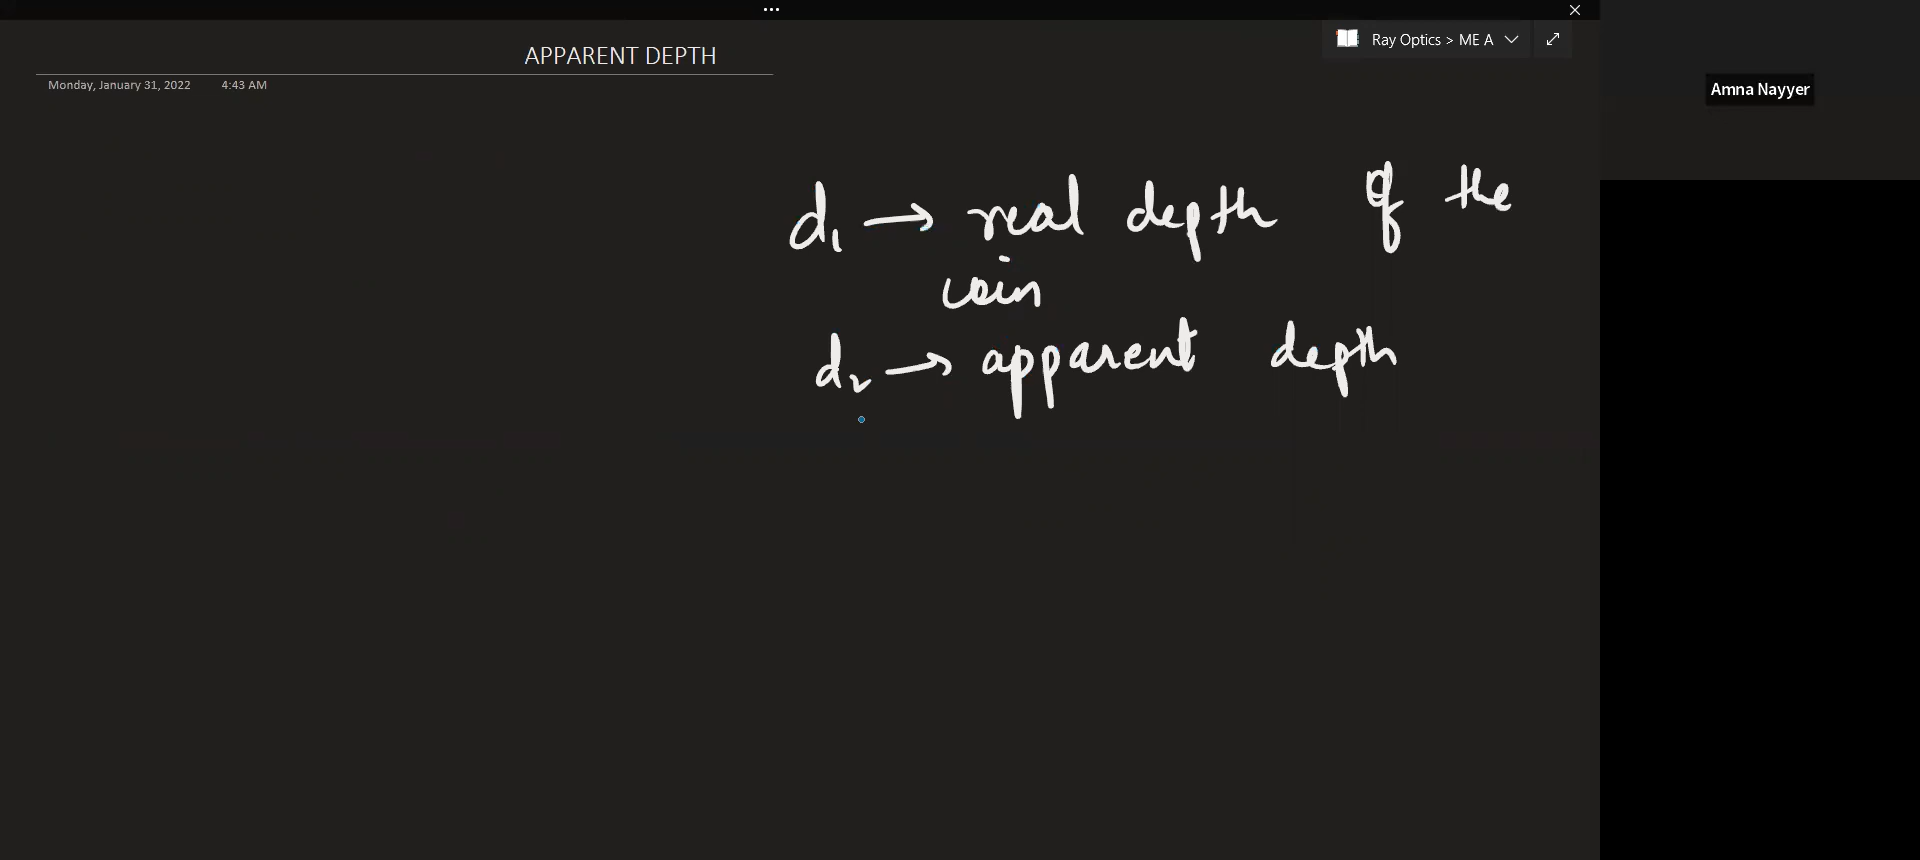 Ray Optics > ME A
APPARENT DEPTH
Monday, January 31, 2022 4:43 AM
Amna Nayyer
d₁ → real depth of the
coin
d₂ → apparent depth